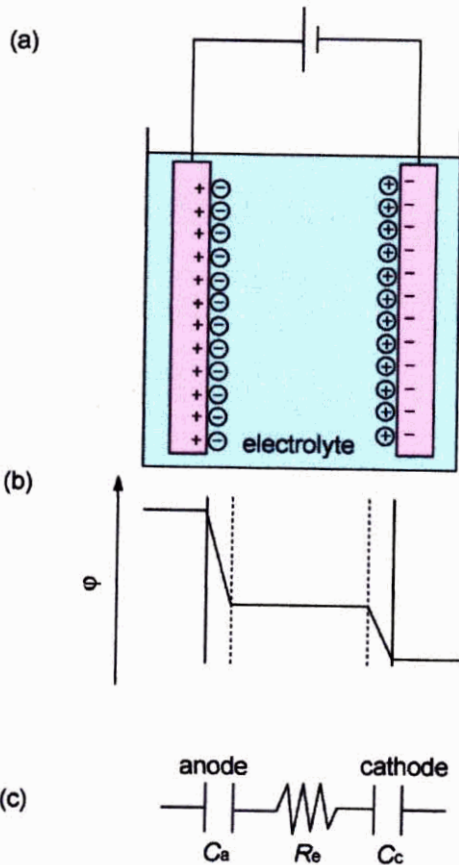 (a)
electrolyte
(b)
φ
anode cathode
(c)
Ca Re Cc